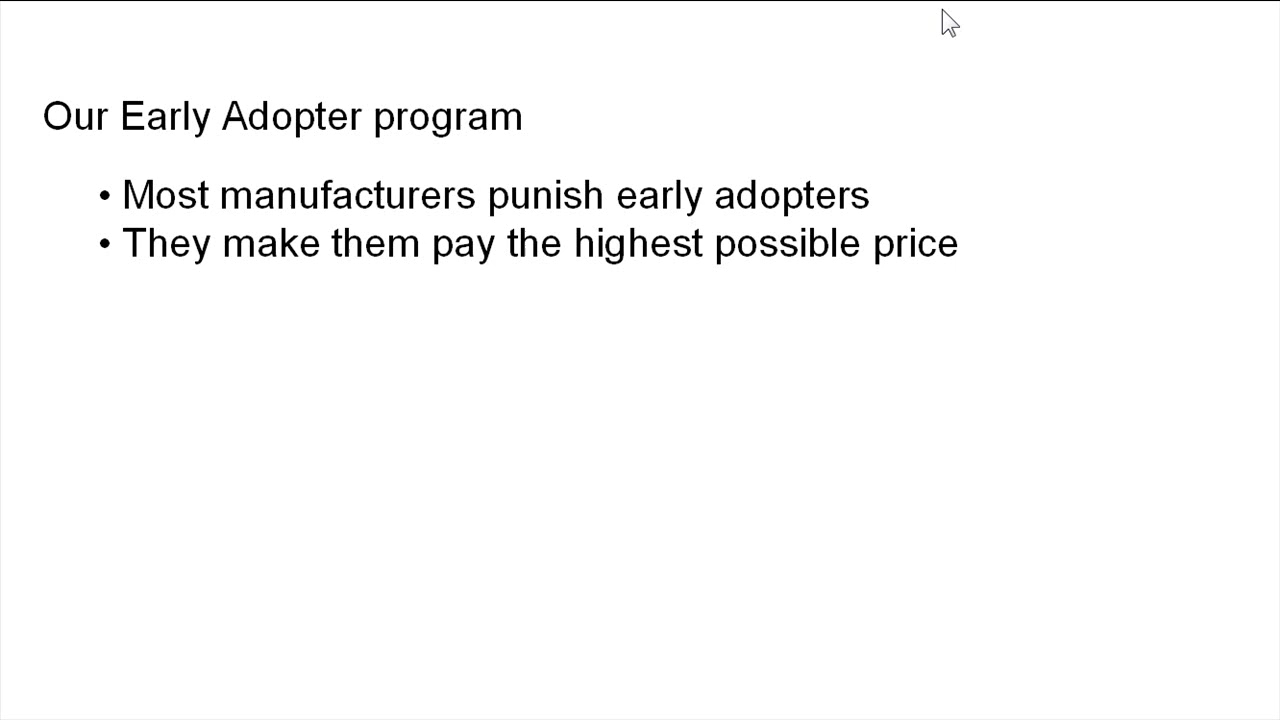 Our Early Adopter program
• Most manufacturers punish early adopters
• They make them pay the highest possible price